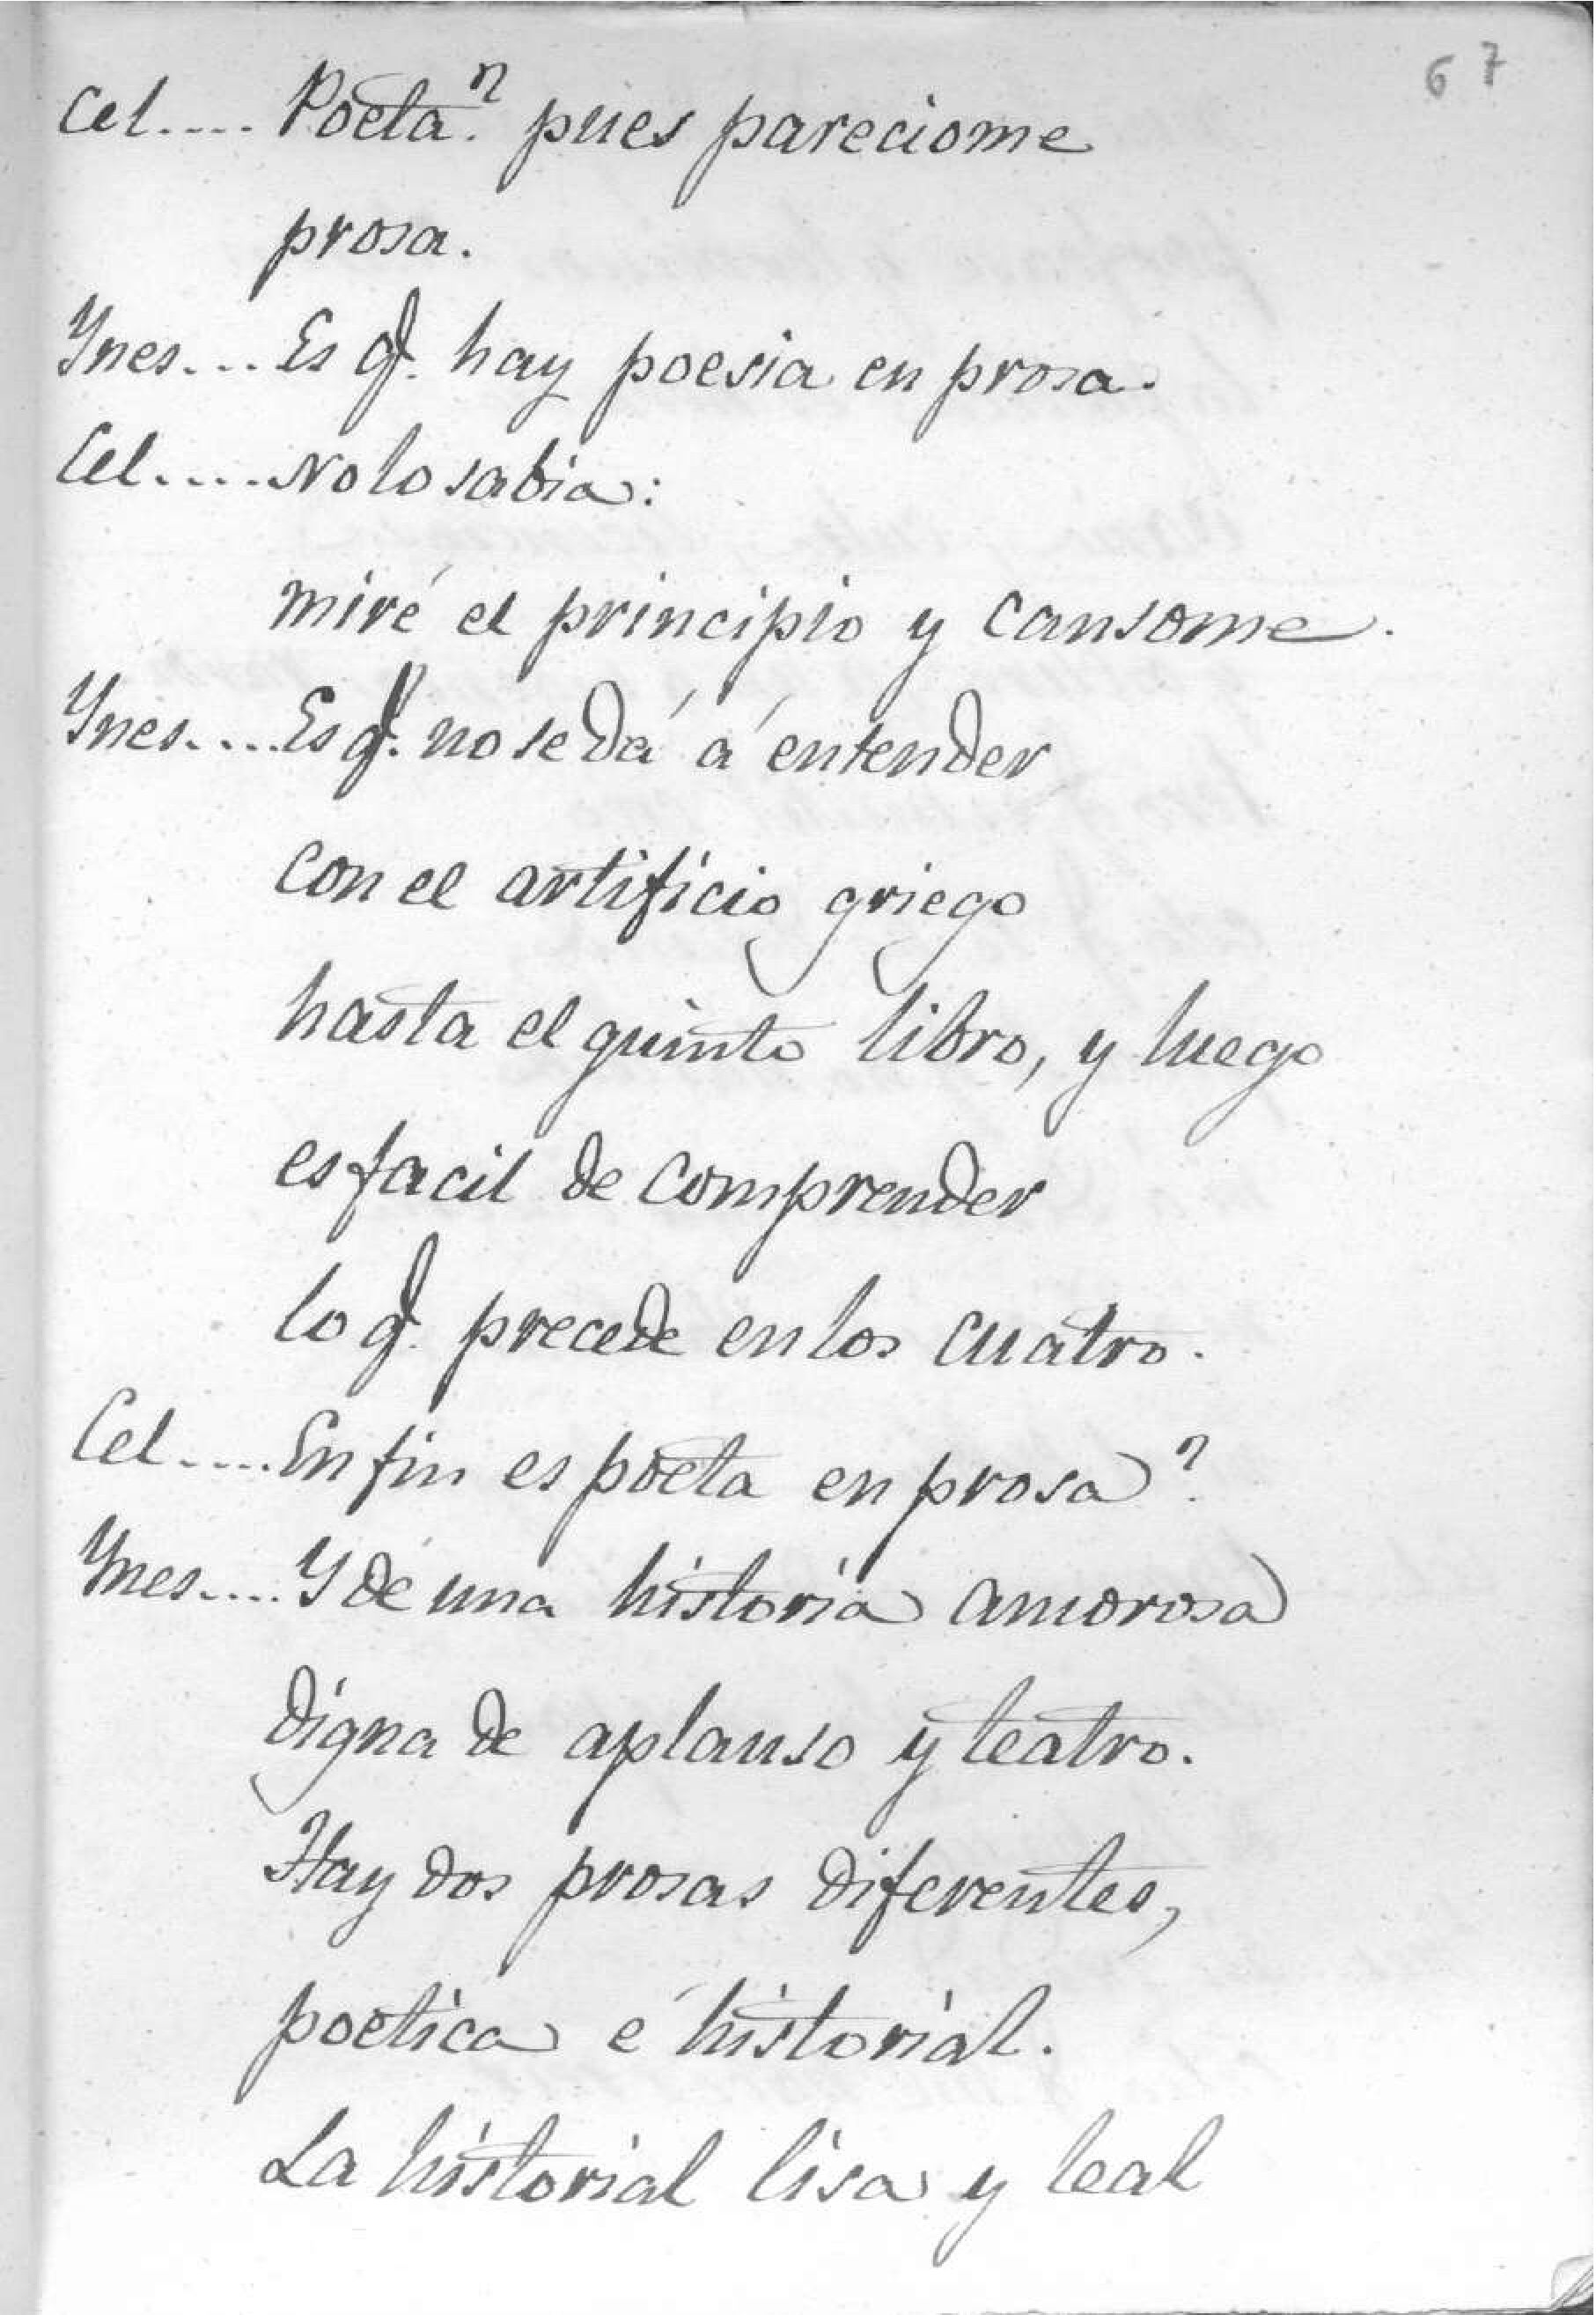 67
Cel.... Poeta? pues pareciome
prosa.
Ynes... Es q. hay poesia en prosa.
Cel.... No lo sabia:
miré el principio y cansome.
Ynes.... Es q. no se dá á entender
con el artificio griego
hasta el quinto libro, y luego
es facil de comprender
lo q. precede en los cuatro.
Cel.... En fin es poeta en prosa?
Ynes.... Y de una historia amorosa
digna de aplauso y teatro.
Hay dos prosas diferentes,
poetica é historial.
La historial lisa y leal